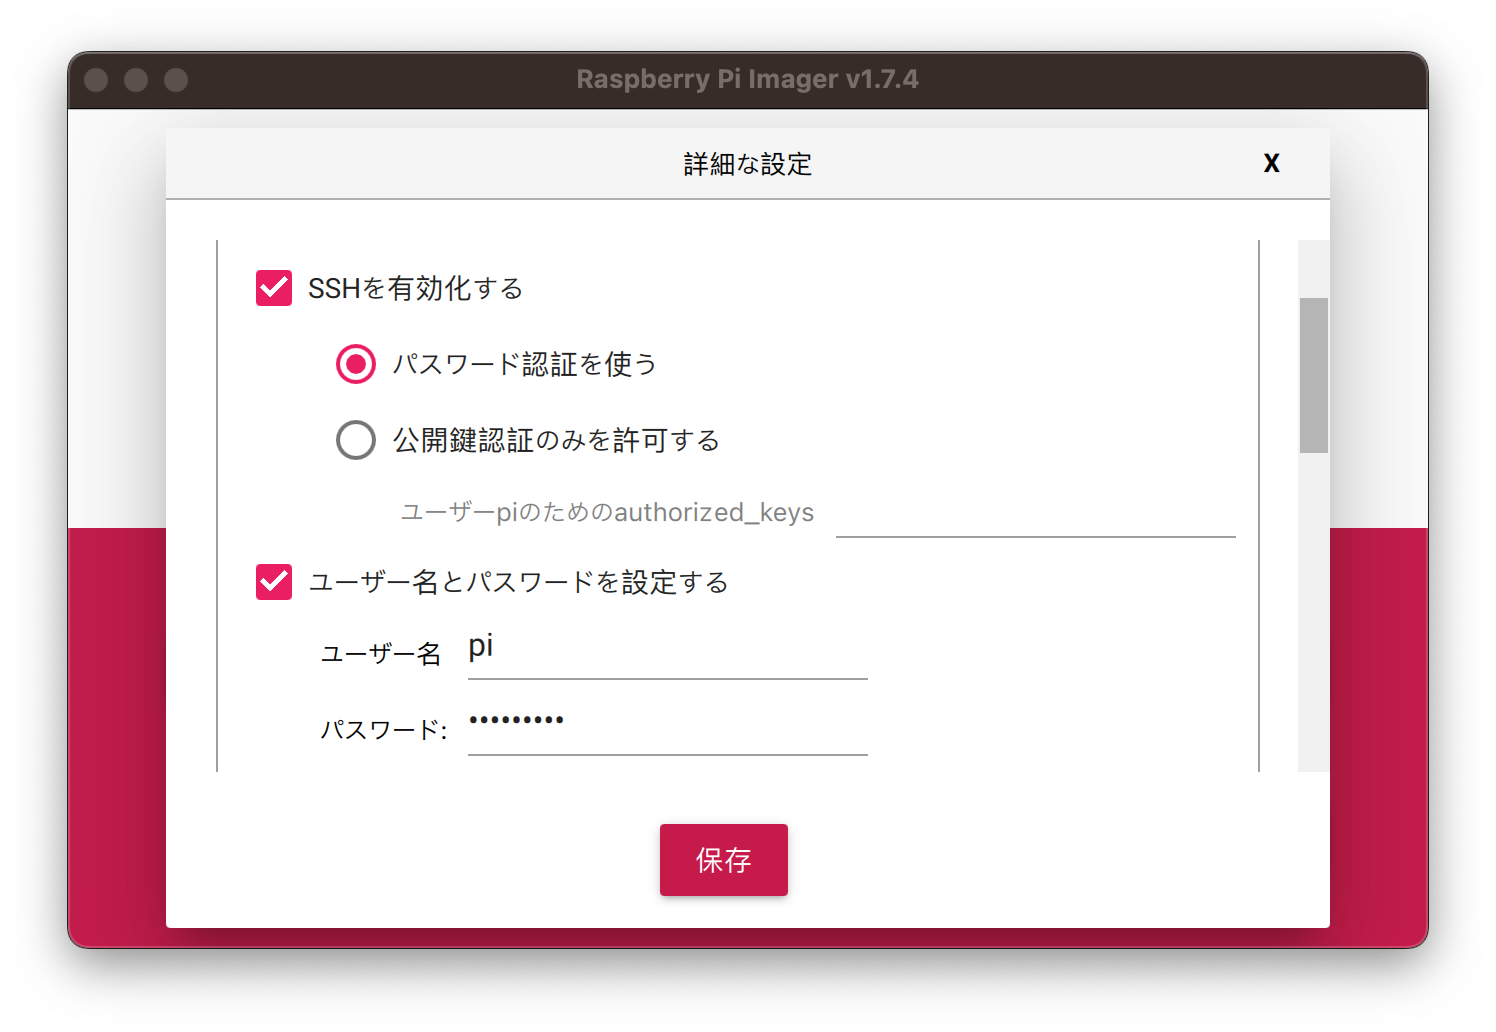 Raspberry Pi Imager v1.7.4
詳細な設定
X
SSHを有効化する
パスワード認証を使う
公開鍵認証のみを許可する
ユーザーpiのためのauthorized_keys
ユーザー名とパスワードを設定する
ユーザー名 pi
パスワード: •••••••••
保存